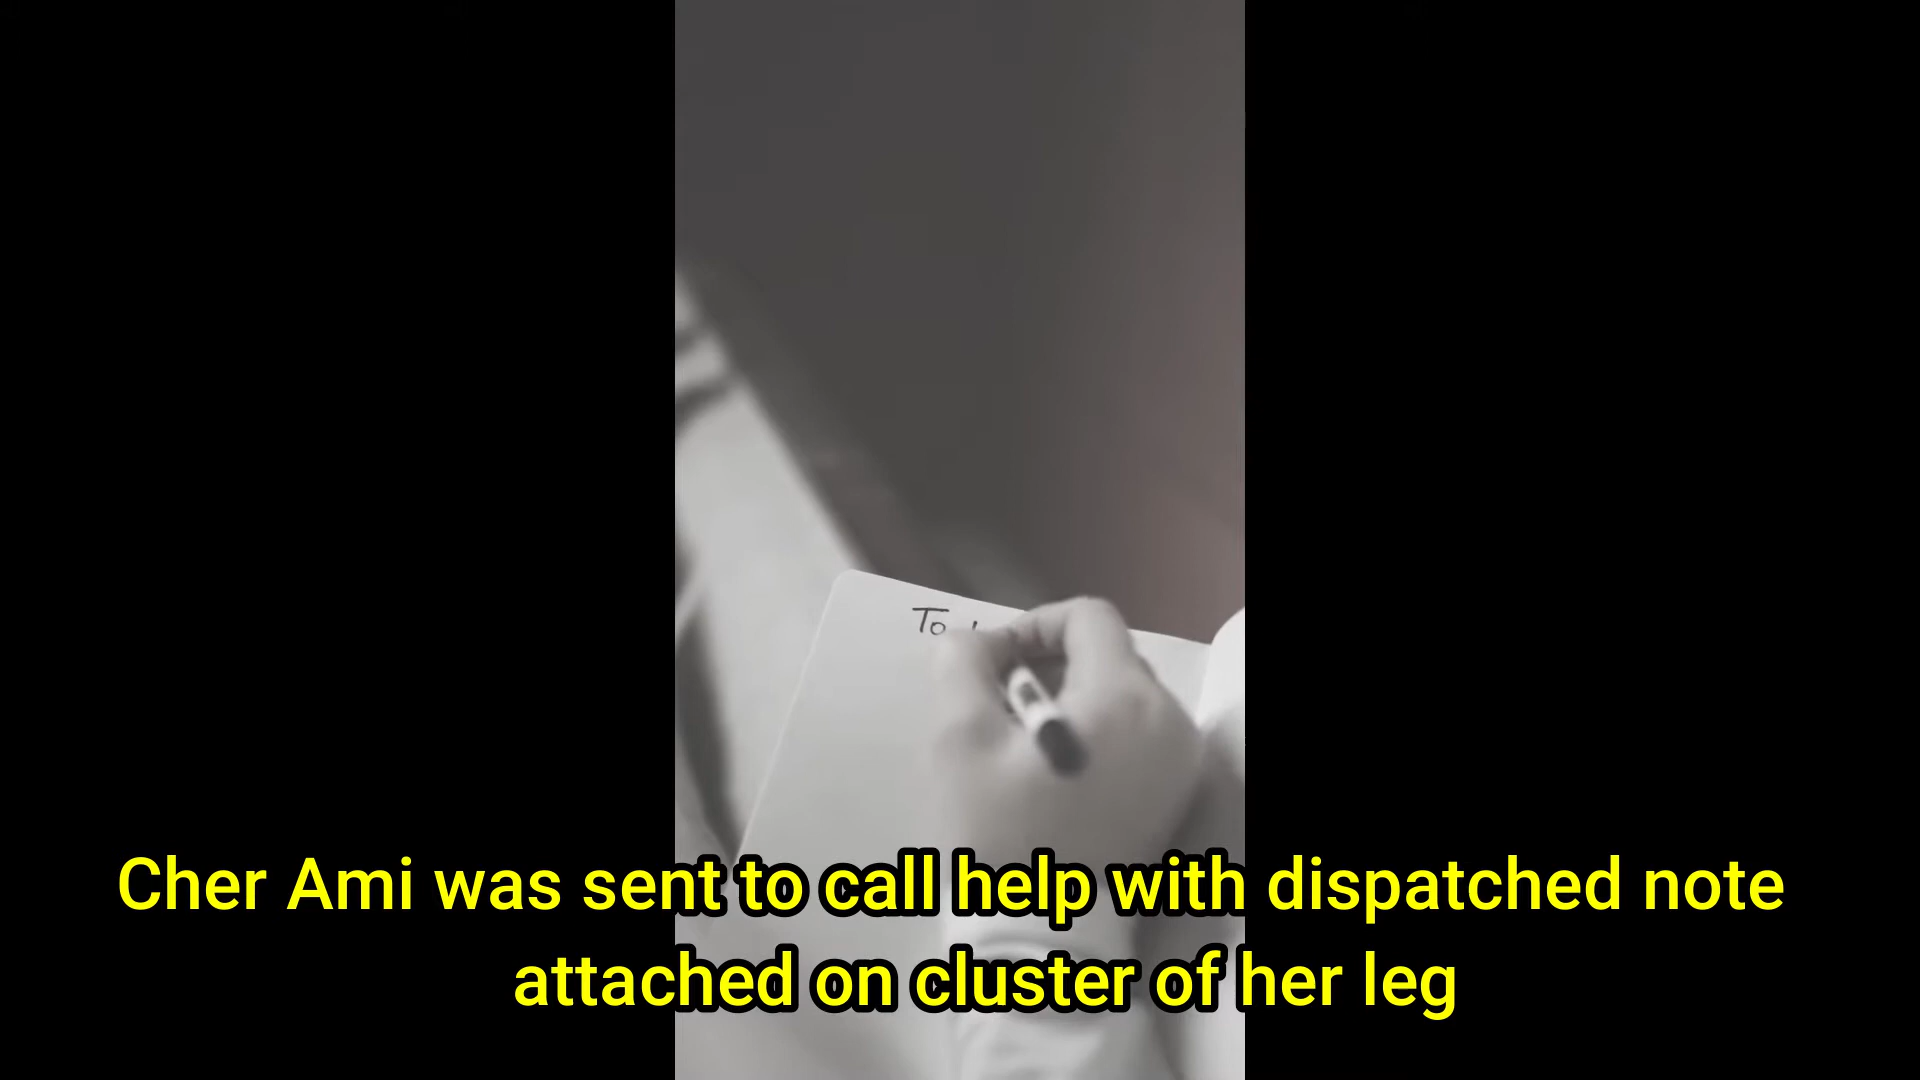 To
Cher Ami was sent to call help with dispatched note
attached on cluster of her leg